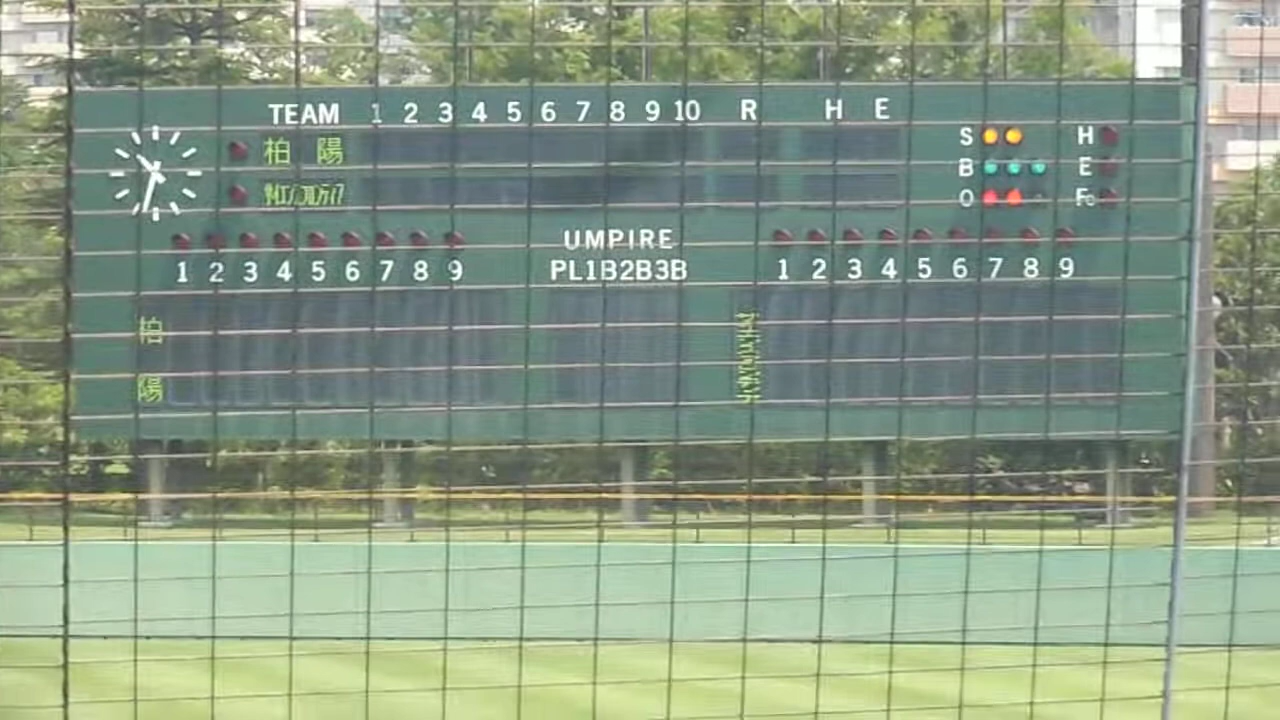 TEAM 1 2 3 4 5 6 7 8 9 10 R H E
柏 陽
S H
B E
O F
UMPIRE
1 2 3 4 5 6 7 8 9 PL1B2B3B 1 2 3 4 5 6 7 8 9
柏
陽